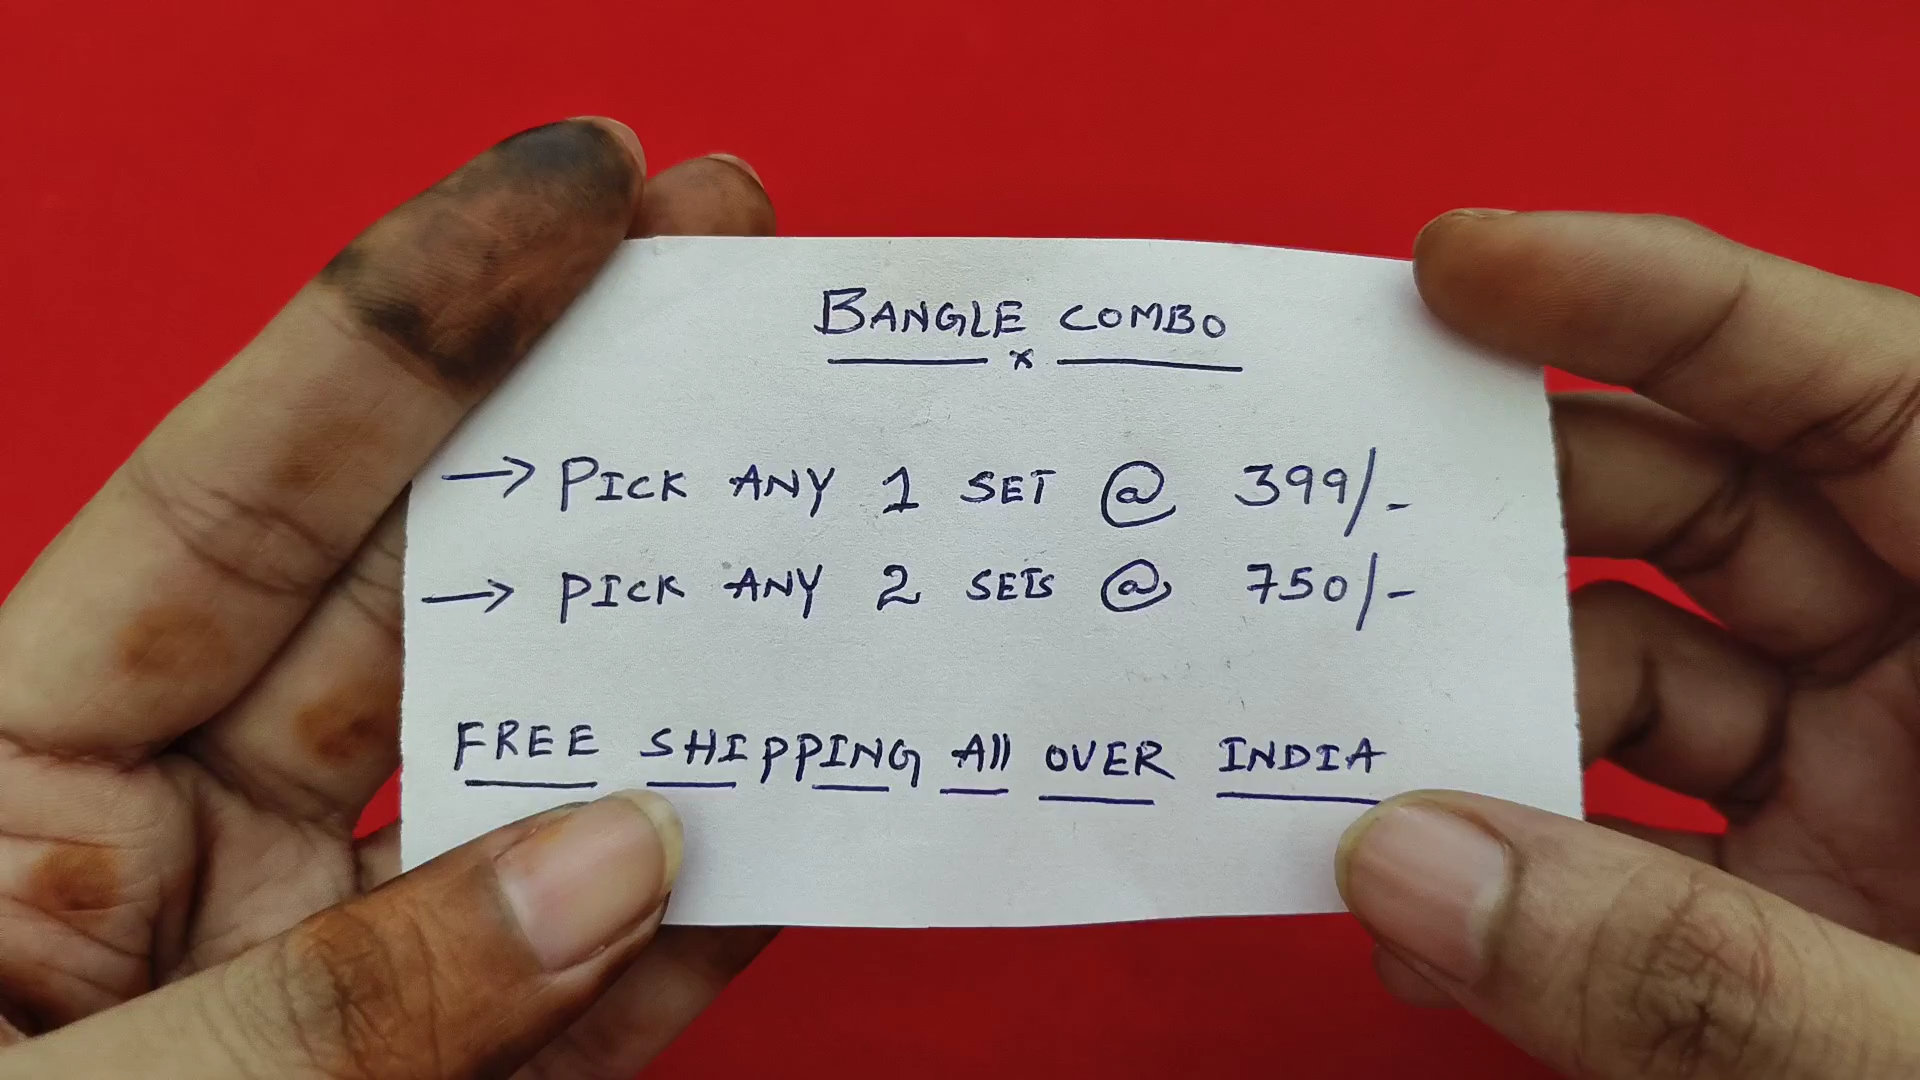 BANGLE COMBO
x
→ PICK ANY 1 SET @ 399/-
→ PICK ANY 2 SETS @ 750/-
FREE SHIPPING All OVER INDIA